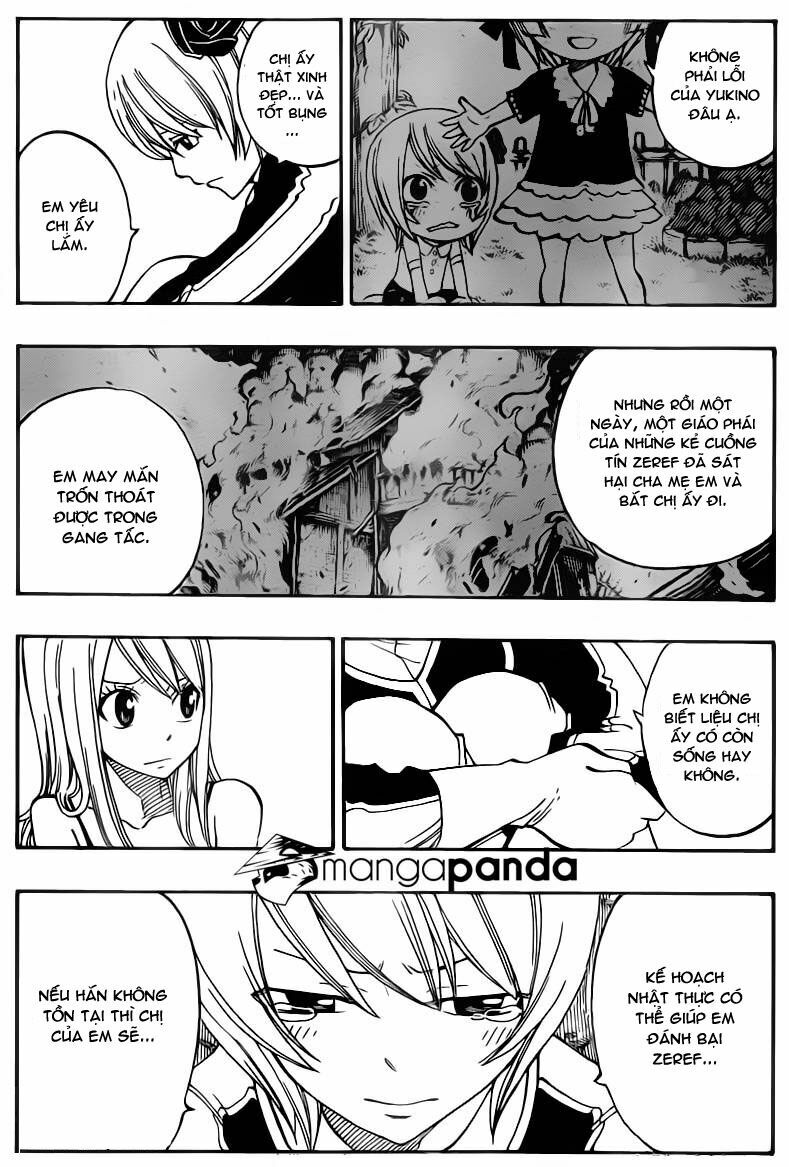 KHÔNG
PHẢI LỖI
CỦA YUKINO
ĐÂU Ạ.
CHỊ ẤY
THẬT XINH
ĐẸP... VÀ
TỐT BỤNG
...
EM YÊU
CHỊ ẤY
LẮM.
NHƯNG RỒI MỘT
NGÀY, MỘT GIÁO PHÁI
CỦA NHỮNG KẺ CUỒNG
TÍN ZEREF ĐÃ SÁT
HẠI CHA MẸ EM VÀ
BẮT CHỊ ẤY ĐI.
EM MAY MẮN
TRỐN THOÁT
ĐƯỢC TRONG
GANG TẤC.
EM KHÔNG
BIẾT LIỆU CHỊ
ẤY CÓ CÒN
SỐNG HAY
KHÔNG.
mangapanda
KẾ HOẠCH
NHẬT THỰC CÓ
THỂ GIÚP EM
ĐÁNH BẠI
ZEREF...
NẾU HẮN KHÔNG
TỒN TẠI THÌ CHỊ
CỦA EM SẼ...